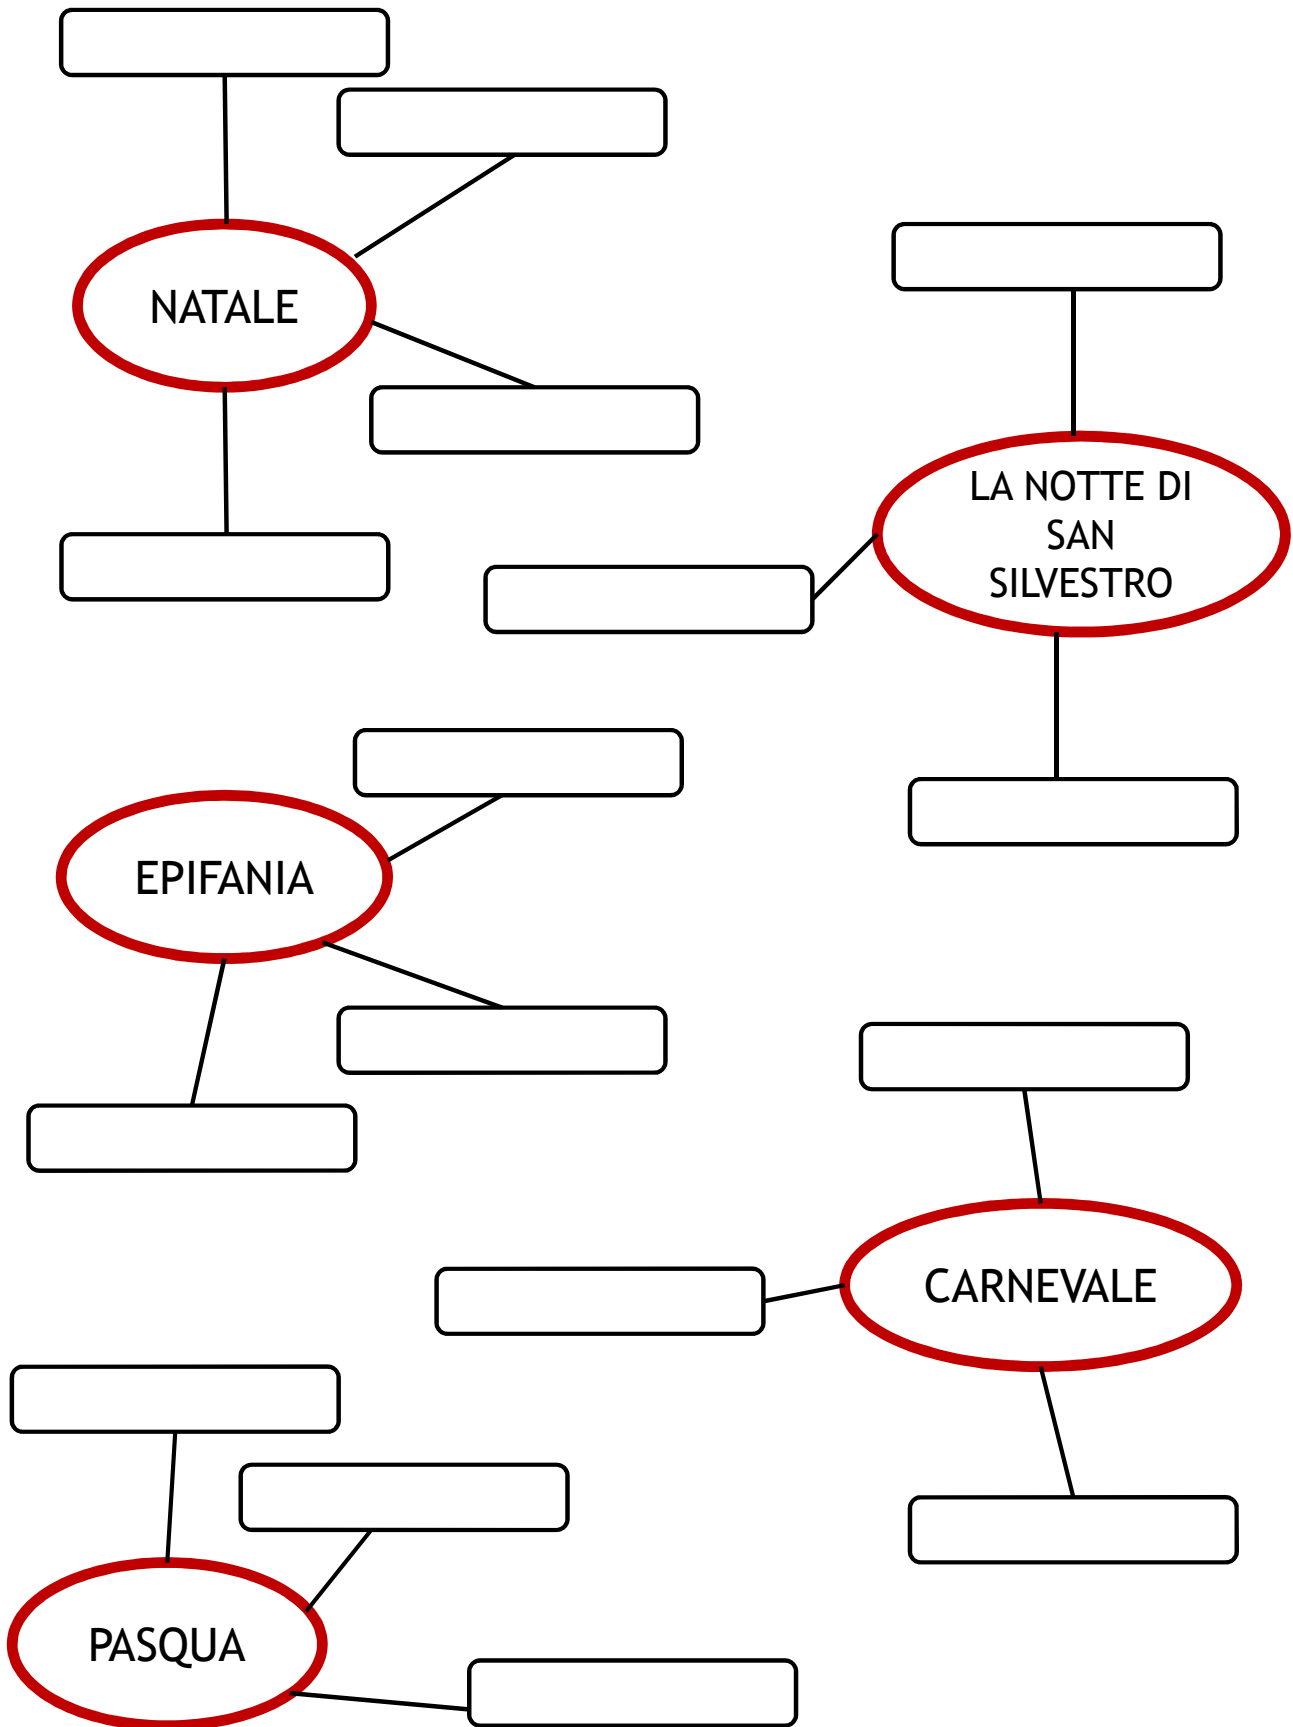 NATALE
LA NOTTE DI
SAN
SILVESTRO
EPIFANIA
CARNEVALE
PASQUA